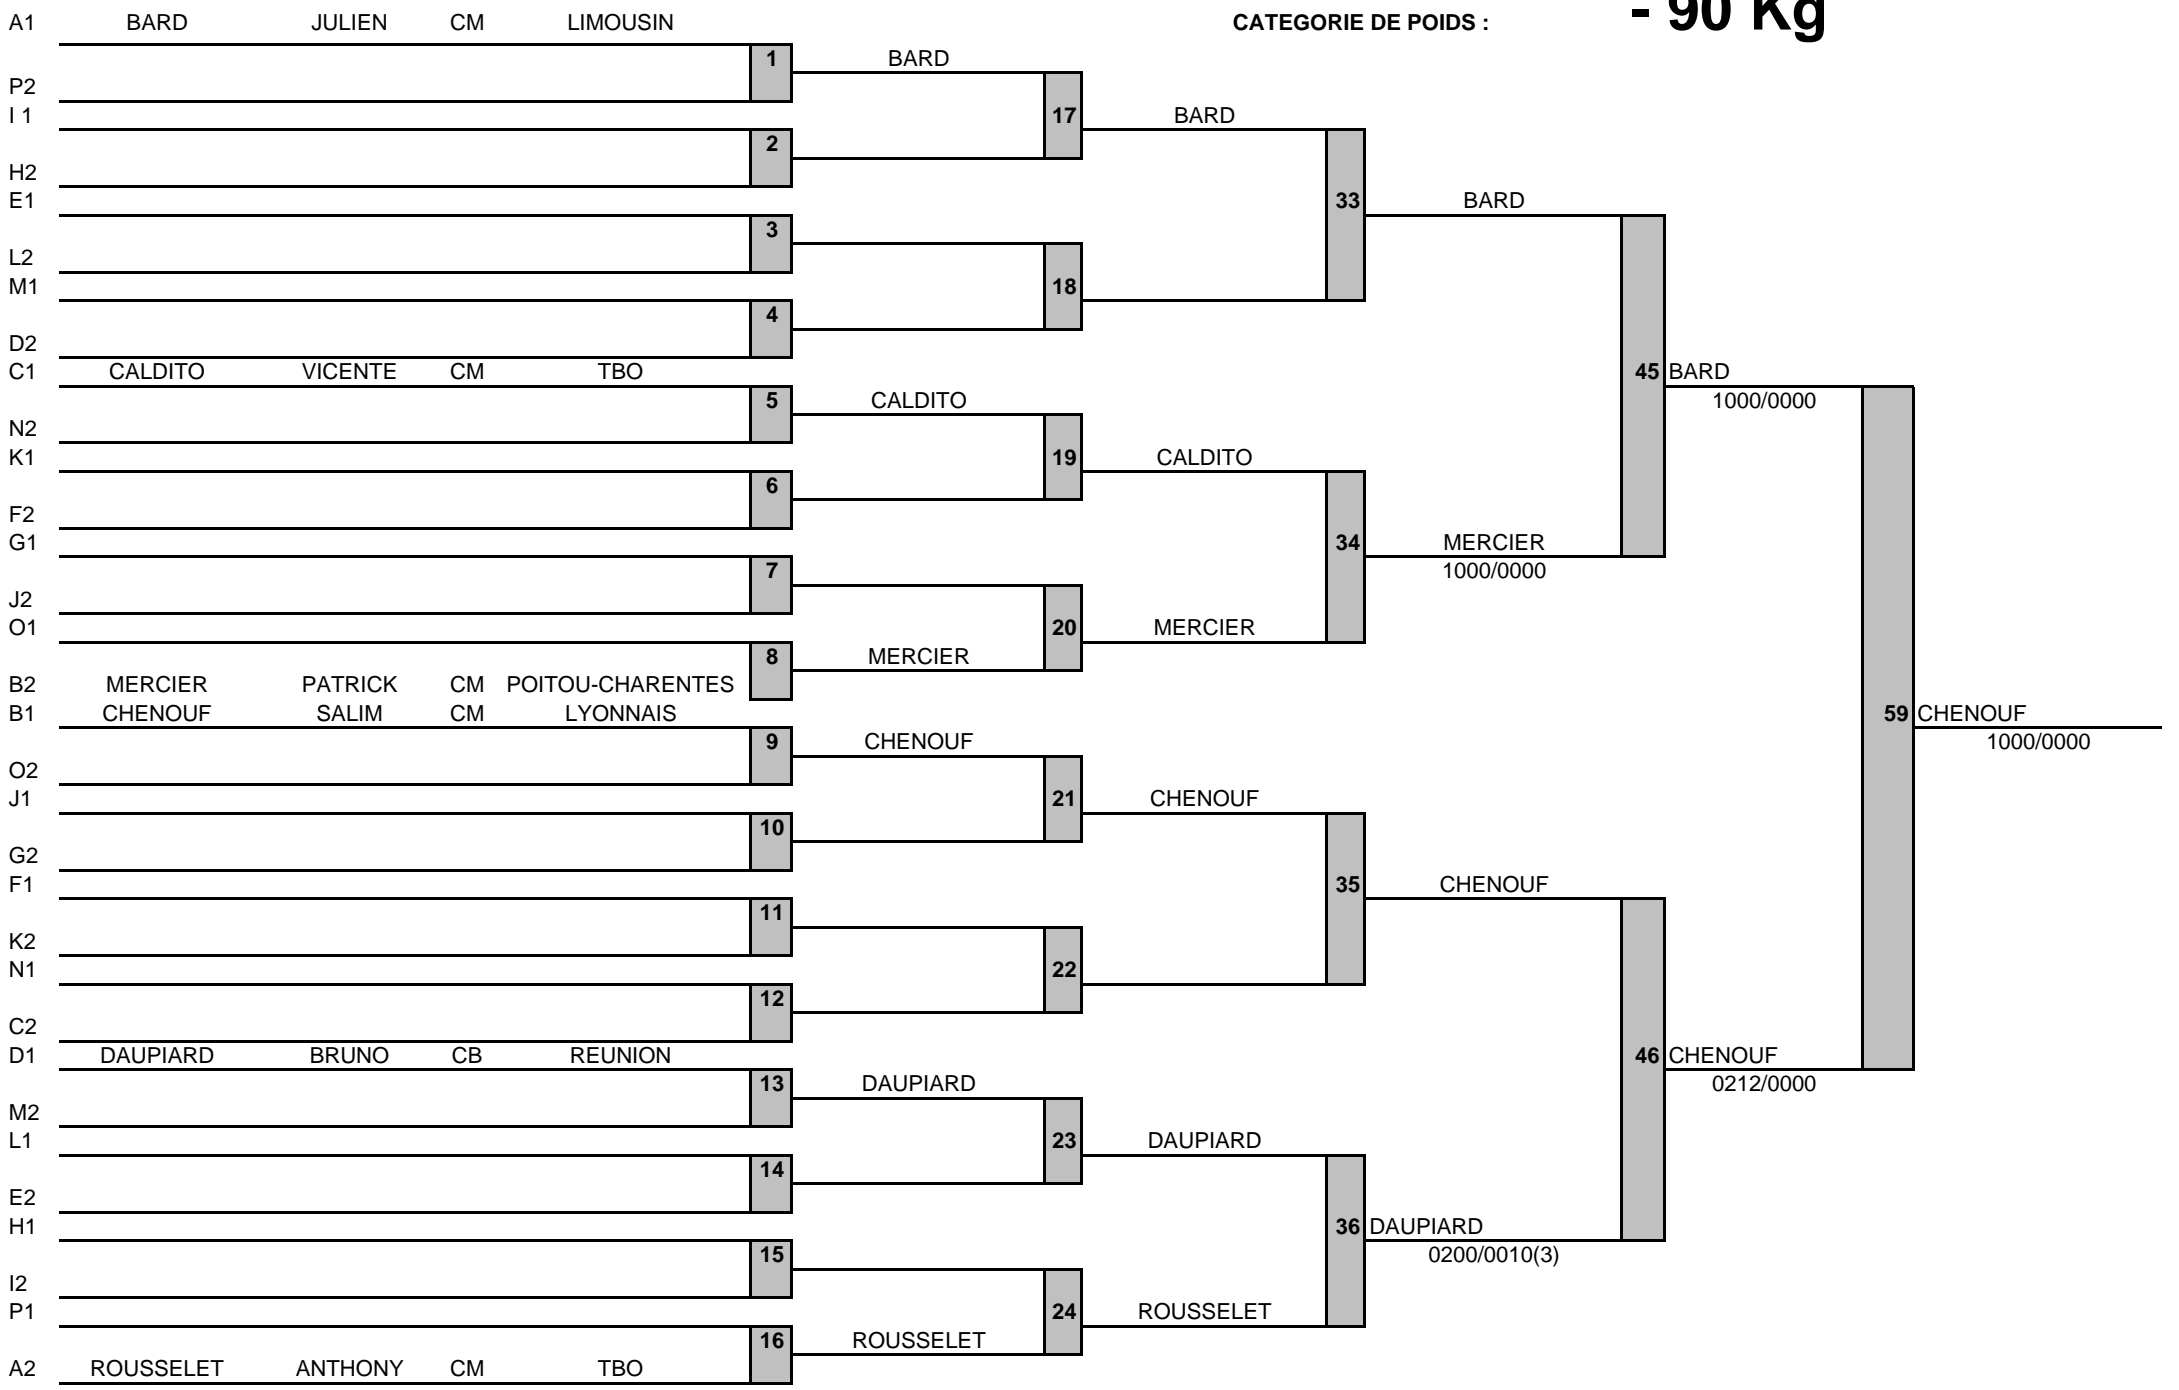 A1 BARD JULIEN CM LIMOUSIN CATEGORIE DE POIDS : - 90 Kg
1 BARD
P2
I 1 17 BARD
2
H2
E1 33 BARD
3
L2
M1 18
4
D2
C1 CALDITO VICENTE CM TBO 45 BARD
5 CALDITO 1000/0000
N2
K1 19 CALDITO
6
F2
G1 34 MERCIER
7 1000/0000
J2
O1 20 MERCIER
8 MERCIER
B2 MERCIER PATRICK CM POITOU-CHARENTES
B1 CHENOUF SALIM CM LYONNAIS 59 CHENOUF
9 CHENOUF 1000/0000
O2
J1 21 CHENOUF
10
G2
F1 35 CHENOUF
11
K2
N1 22
12
C2
D1 DAUPIARD BRUNO CB REUNION 46 CHENOUF
13 DAUPIARD 0212/0000
M2
L1 23 DAUPIARD
14
E2
H1 36 DAUPIARD
15 0200/0010(3)
I2
P1 24 ROUSSELET
16 ROUSSELET
A2 ROUSSELET ANTHONY CM TBO